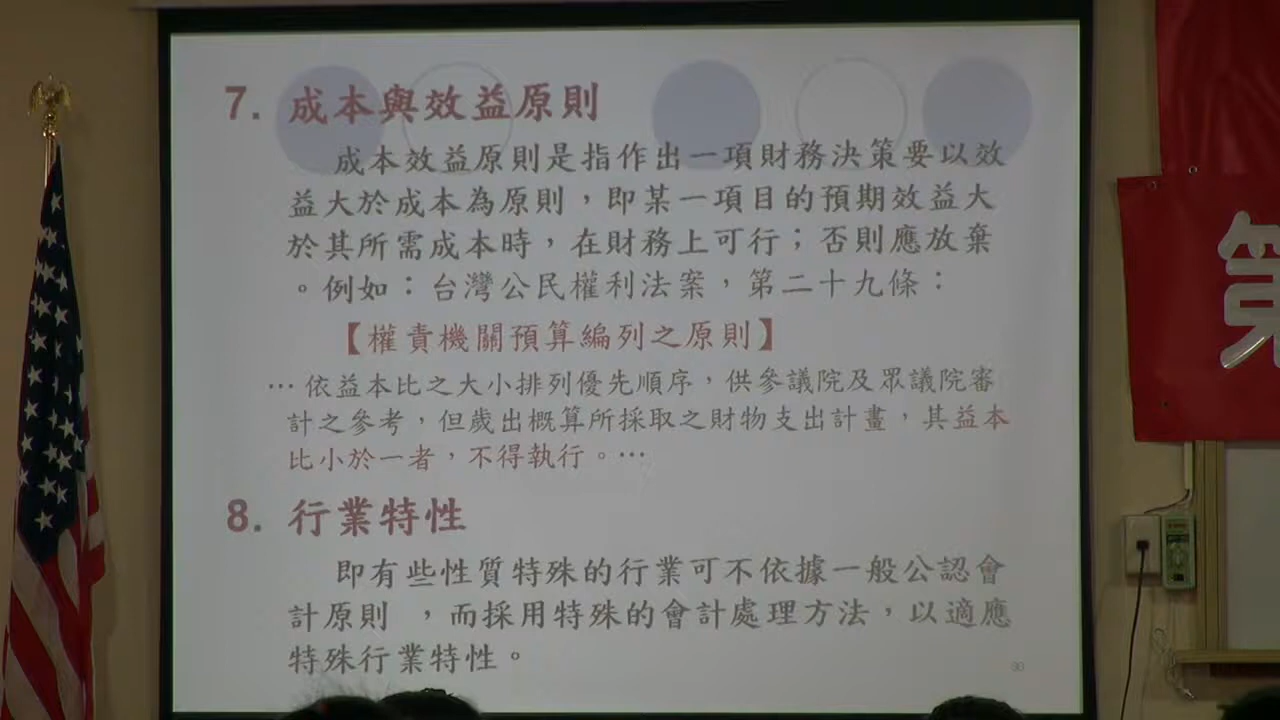 7. 成本與效益原則
成本效益原則是指作出一項財務決策要以效
益大於成本為原則，即某一項目的預期效益大
於其所需成本時，在財務上可行；否則應放棄
。例如：台灣公民權利法案，第二十九條：
【權責機關預算編列之原則】
…依益本比之大小排列優先順序，供參議院及眾議院審
計之參考，但歲出概算所採取之財物支出計畫，其益本
比小於一者，不得執行。…
8. 行業特性
即有些性質特殊的行業可不依據一般公認會
計原則 ，而採用特殊的會計處理方法，以適應
特殊行業特性。
30
第